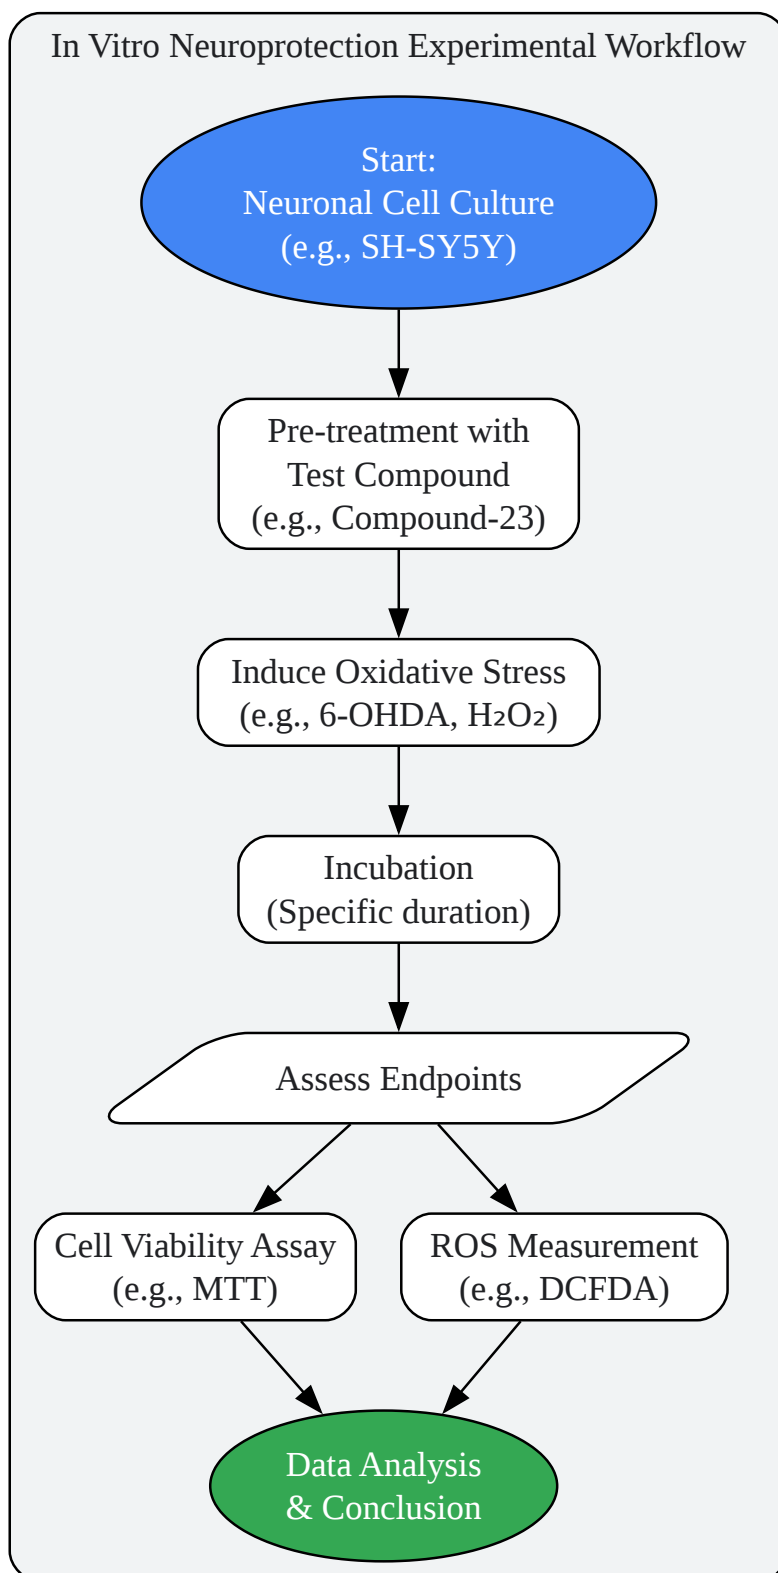 In Vitro Neuroprotection Experimental Workflow
Start:
Neuronal Cell Culture
(e.g., SH-SY5Y)
Pre-treatment with
Test Compound
(e.g., Compound-23)
Induce Oxidative Stress
(e.g., 6-OHDA, H₂O₂)
Incubation
(Specific duration)
Assess Endpoints
Cell Viability Assay
(e.g., MTT)
ROS Measurement
(e.g., DCFDA)
Data Analysis
& Conclusion